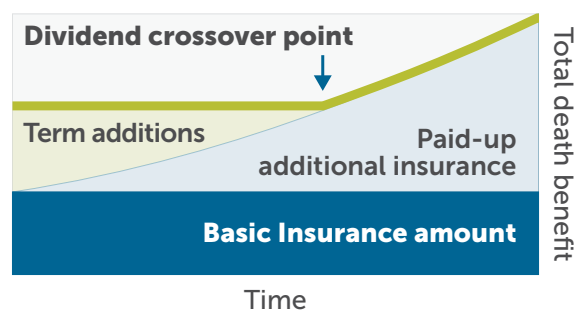 Dividend crossover point
Term additions
Paid-up
additional insurance
Basic Insurance amount
Total death benefit
Time